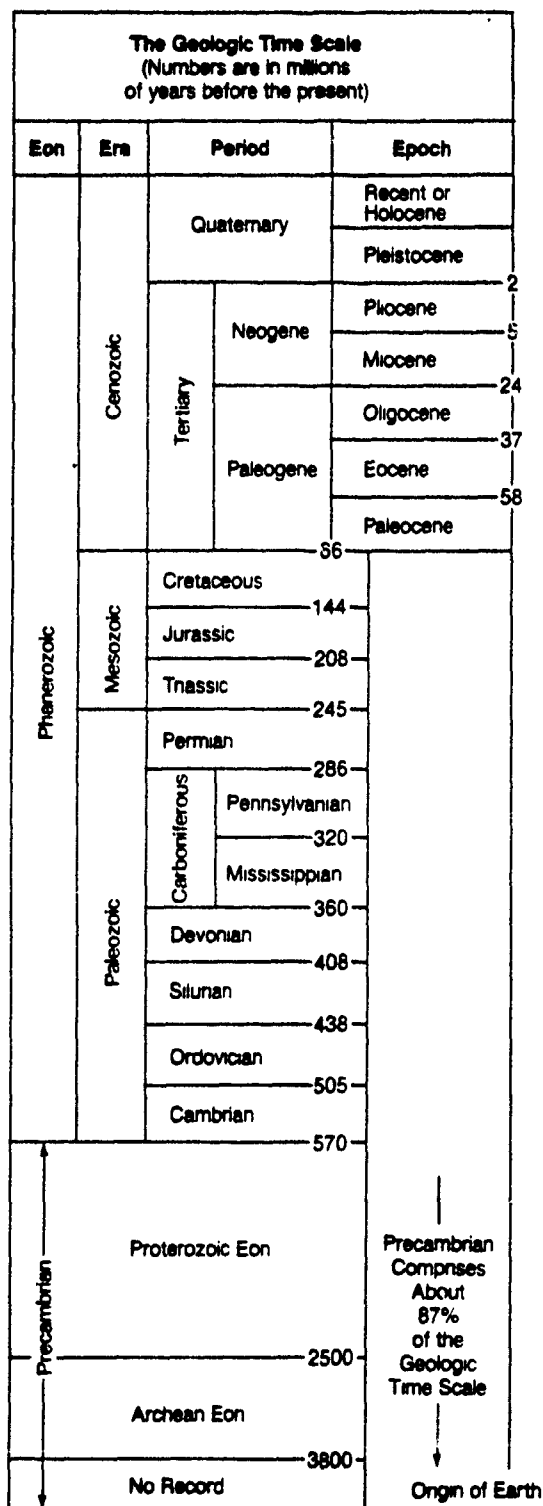 The Geologic Time Scale
(Numbers are in millions
of years before the present)
Eon Era Period Epoch
Phanerozoic
Cenozoic
Quaternary
Recent or
Holocene
Pleistocene
2
Tertiary
Neogene
Pliocene
5
Miocene
24
Paleogene
Oligocene
37
Eocene
58
Paleocene
66
Mesozoic
Cretaceous
144
Jurassic
208
Triassic
245
Paleozoic
Permian
286
Carboniferous
Pennsylvanian
320
Mississippian
360
Devonian
408
Silurian
438
Ordovician
505
Cambrian
570
Precambrian
Proterozoic Eon
2500
Archean Eon
3800
No Record
Precambrian
Comprises
About
87%
of the
Geologic
Time Scale
Origin of Earth